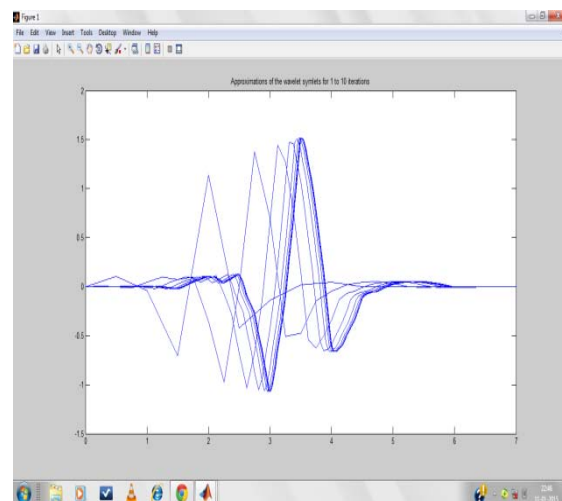 Figure 1
File Edit View Insert Tools Desktop Window Help
Approximations of the wavelet symlets for 1 to 10 iterations
2
1.5
1
0.5
0
-0.5
-1
-1.5
0 1 2 3 4 5 6 7